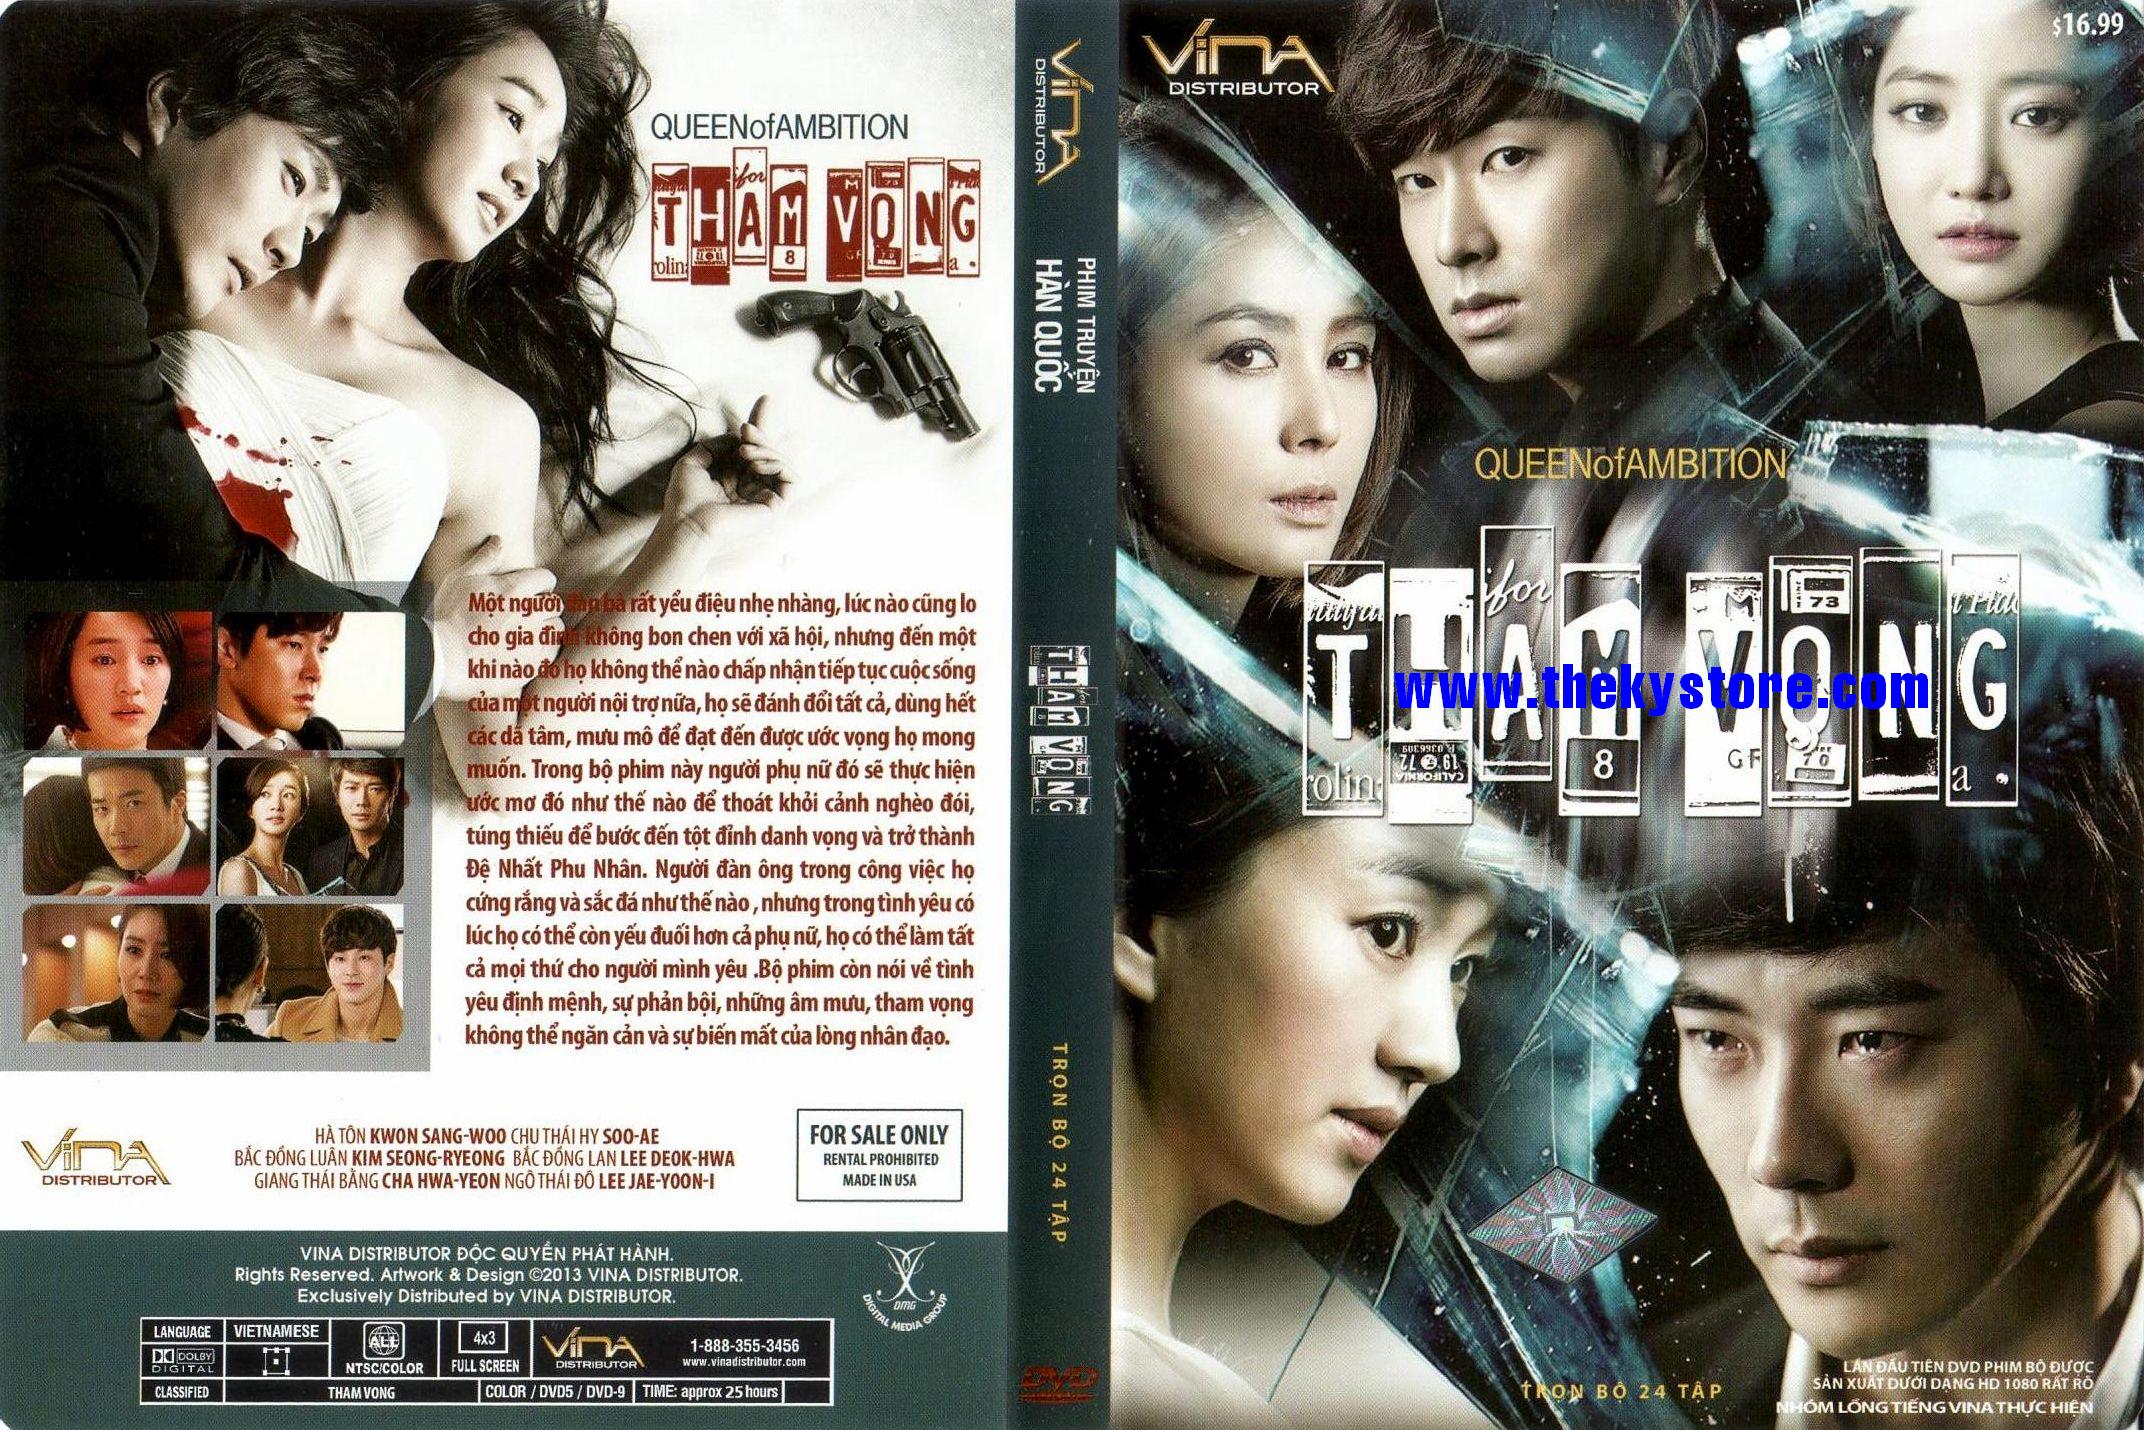 QUEENofAMBITION
THAM VỌNG
Một người đàn bà rất yểu điệu nhẹ nhàng, lúc nào cũng lo
cho gia đình không bon chen với xã hội, nhưng đến một
khi nào đó họ không thể nào chấp nhận tiếp tục cuộc sống
của một người nội trợ nữa, họ sẽ đánh đổi tất cả, dùng hết
các dã tâm, mưu mô để đạt đến được ước vọng họ mong
muốn. Trong bộ phim này người phụ nữ đó sẽ thực hiện
ước mơ đó như thế nào để thoát khỏi cảnh nghèo đói,
túng thiếu để bước đến tột đỉnh danh vọng và trở thành
Đệ Nhất Phu Nhân. Người đàn ông trong công việc họ
cứng rắng và sắc đá như thế nào , nhưng trong tình yêu có
lúc họ có thể còn yếu đuối hơn cả phụ nữ, họ có thể làm tất
cả mọi thứ cho người mình yêu .Bộ phim còn nói về tình
yêu định mệnh, sự phản bội, những âm mưu, tham vọng
không thể ngăn cản và sự biến mất của lòng nhân đạo.
VINA
DISTRIBUTOR
HÀ TÔN KWON SANG-WOO CHU THÁI HY SOO-AE
BẮC ĐỒNG LUÂN KIM SEONG-RYEONG BẮC ĐỒNG LAN LEE DEOK-HWA
GIANG THÁI BẰNG CHA HWA-YEON NGÔ THÁI ĐÔ LEE JAE-YOON-I
FOR SALE ONLY
RENTAL PROHIBITED
MADE IN USA
VINA DISTRIBUTOR ĐỘC QUYỀN PHÁT HÀNH.
Rights Reserved. Artwork & Design ©2013 VINA DISTRIBUTOR.
Exclusively Distributed by VINA DISTRIBUTOR.
DMG
DIGITAL MEDIA GROUP
LANGUAGE VIETNAMESE
DOLBY
DIGITAL
ALL
NTSC/COLOR
4x3
FULL SCREEN
VINA
DISTRIBUTOR
1-888-355-3456
www.vinadistributor.com
CLASSIFIED THAM VONG COLOR / DVD5 / DVD-9 TIME: approx 25 hours
VINA
DISTRIBUTOR
PHIM TRUYỆN
HÀN QUỐC
THAM VỌNG
TRỌN BỘ 24 TẬP
DVD
VINA
DISTRIBUTOR
$16.99
QUEENofAMBITION
THAM VỌNG
for
73
8
GF
70
rolin
19 72
CALIFORNIA
a
www.thekystore.com
TRỌN BỘ 24 TẬP
LẦN ĐẦU TIÊN DVD PHIM BỘ ĐƯỢC
SẢN XUẤT DƯỚI DẠNG HD 1080 RẤT RÕ
NHÓM LỒNG TIẾNG VINA THỰC HIỆN